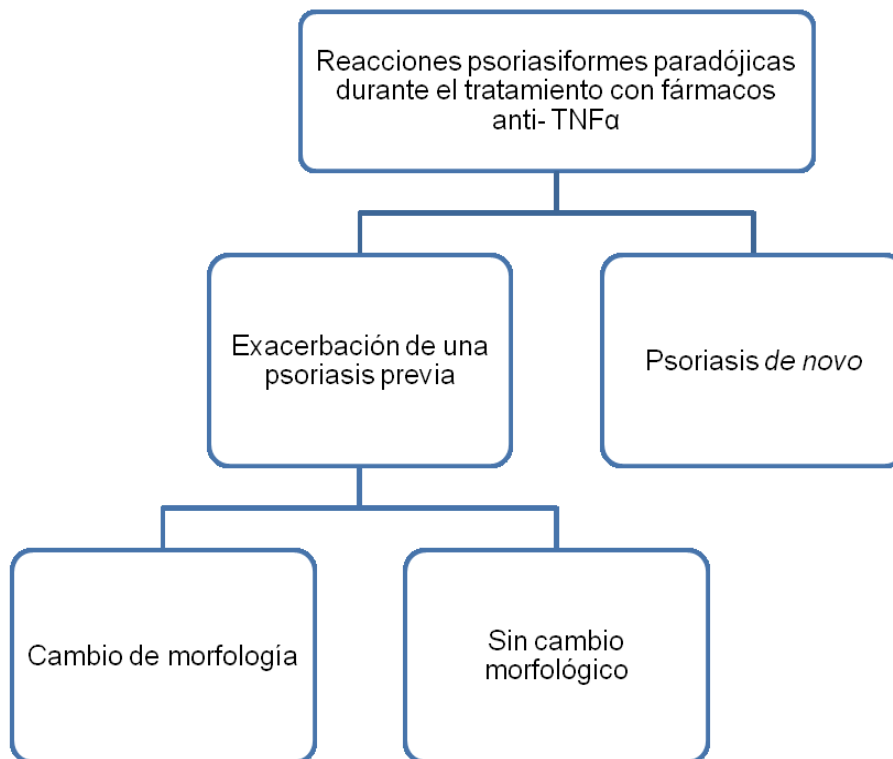 Reacciones psoriasiformes paradójicas
durante el tratamiento con fármacos
anti- TNFα
Exacerbación de una
psoriasis previa
Psoriasis de novo
Cambio de morfología
Sin cambio
morfológico